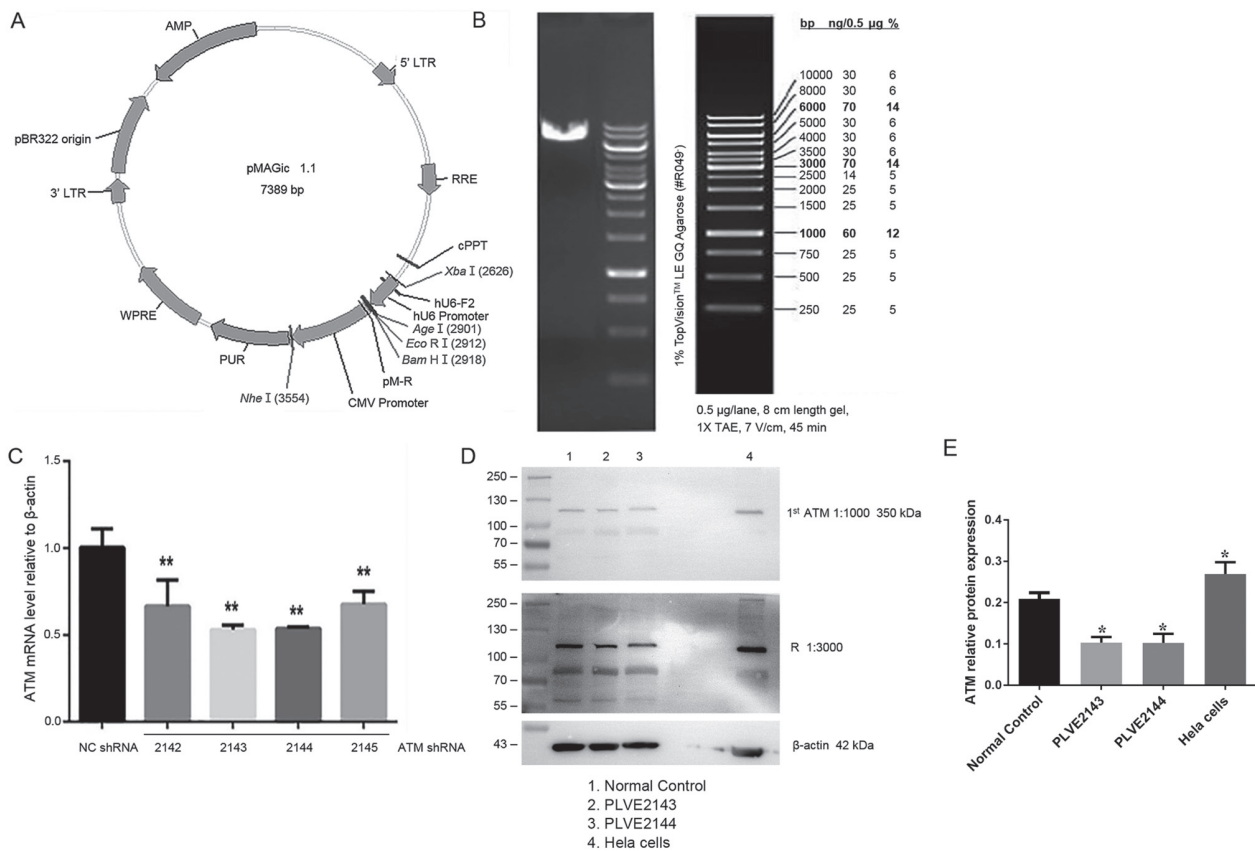 A
AMP
5' LTR
pBR322 origin
pMAGic 1.1
7389 bp
3' LTR
RRE
cPPT
Xba I (2626)
hU6-F2
hU6 Promoter
Age I (2901)
Eco R I (2912)
Bam H I (2918)
pM-R
CMV Promoter
Nhe I (3554)
PUR
WPRE
B
1% TopVision™ LE GQ Agarose
bp ng/0.5 µg %
10000 30 6
8000 30 6
6000 70 14
5000 30 6
4000 30 6
3500 30 6
3000 70 14
2500 14 5
2000 25 5
1500 25 5
1000 60 12
750 25 5
500 25 5
250 25 5
0.5 µg/lane, 8 cm length gel,
1X TAE, 7 V/cm, 45 min
C
ATM mRNA level relative to β-actin
1.5
1.0
0.5
0.0
** ** ** **
NC shRNA 2142 2143 2144 2145 ATM shRNA
D
1 2 3 4
250
130
100
70
55
1st ATM 1:1000 350 kDa
250
130
100
70
55
R 1:3000
43
β-actin 42 kDa
1. Normal Control
2. PLVE2143
3. PLVE2144
4. Hela cells
E
ATM relative protein expression
0.4
0.3
0.2
0.1
0.0
* * *
Normal Control PLVE2143 PLVE2144 Hela cells